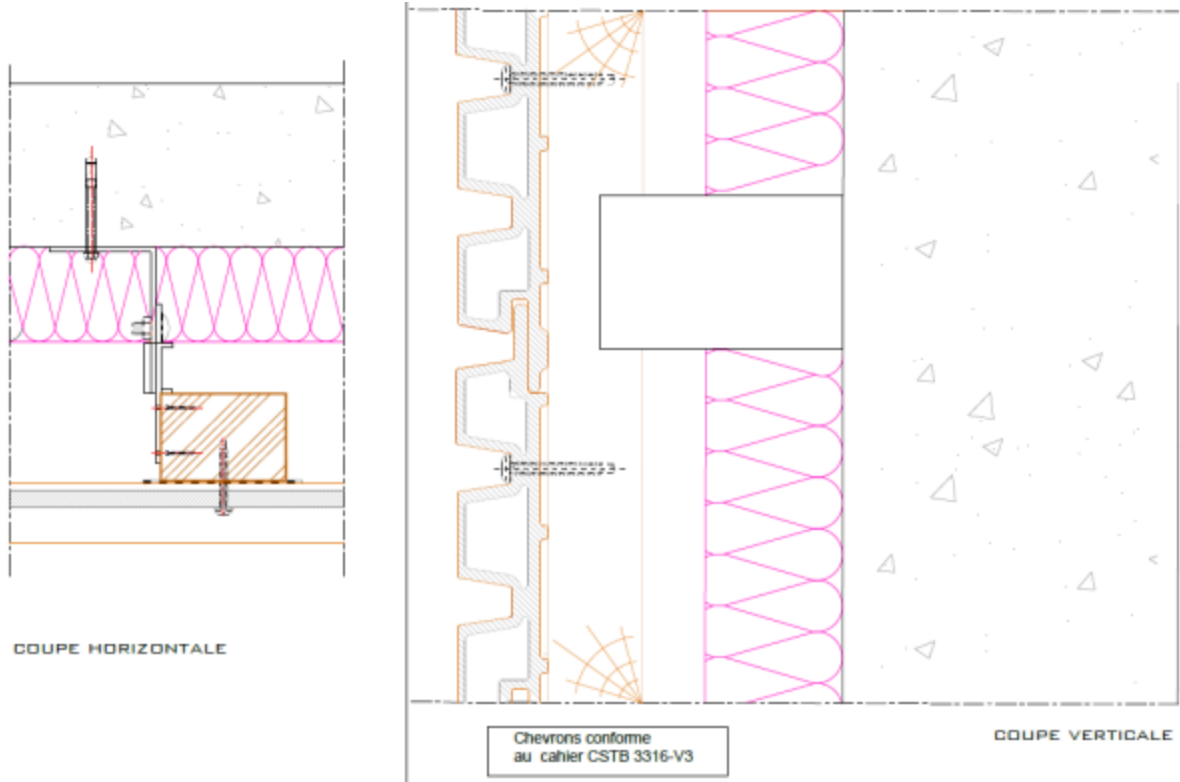 COUPE HORIZONTALE
Chevrons conforme
au cahier CSTB 3316-V3
COUPE VERTICALE